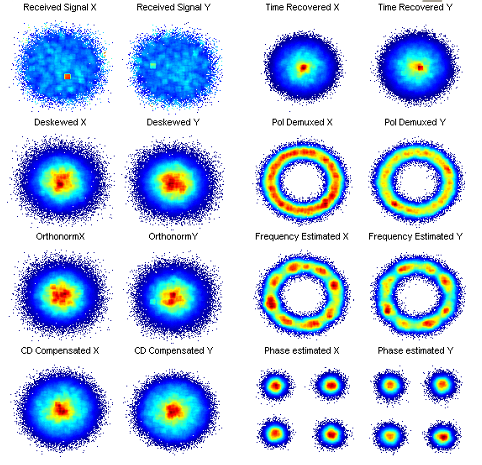 Received Signal X
Received Signal Y
Time Recovered X
Time Recovered Y
Deskewed X
Deskewed Y
Pol Demuxed X
Pol Demuxed Y
OrthonormX
OrthonormY
Frequency Estimated X
Frequency Estimated Y
CD Compensated X
CD Compensated Y
Phase estimated X
Phase estimated Y